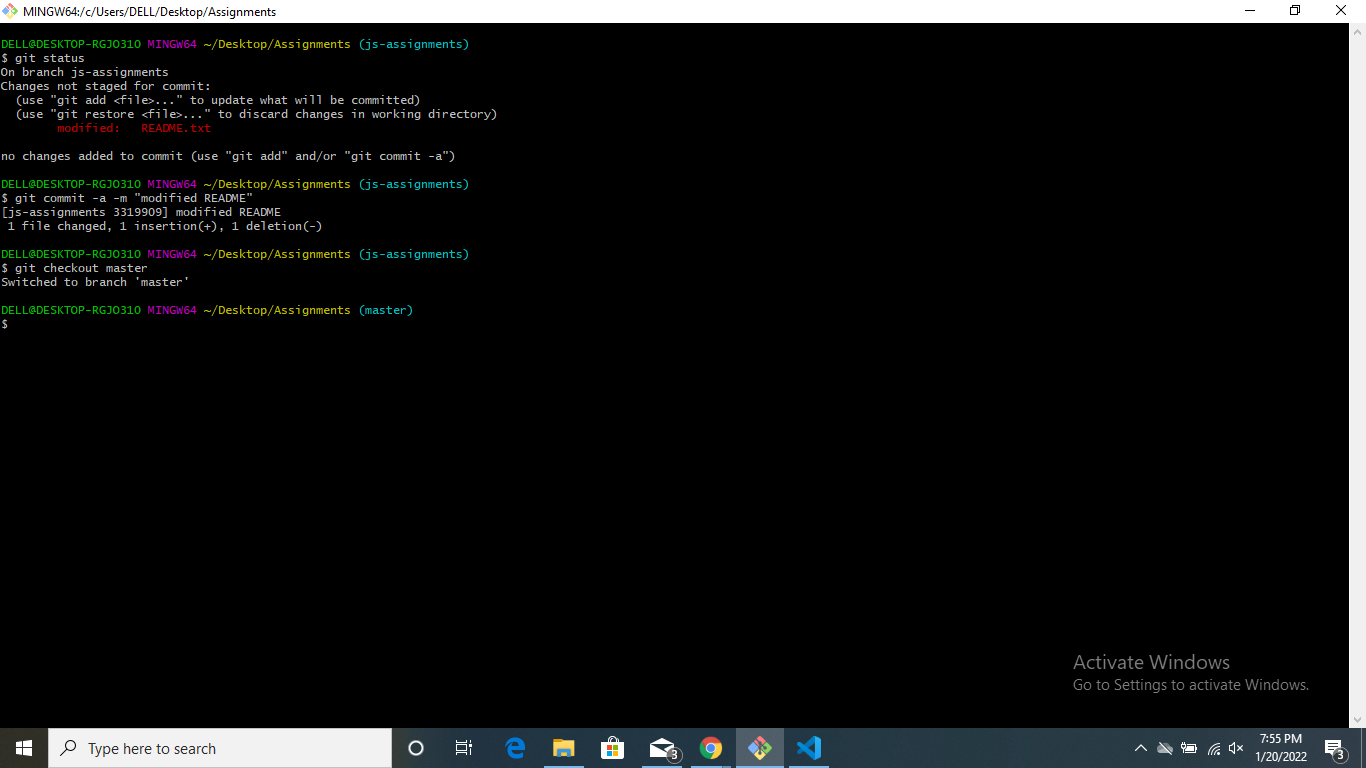 MINGW64:/c/Users/DELL/Desktop/Assignments
DELL@DESKTOP-RGJO31O MINGW64 ~/Desktop/Assignments (js-assignments)
$ git status
On branch js-assignments
Changes not staged for commit:
  (use "git add <file>..." to update what will be committed)
  (use "git restore <file>..." to discard changes in working directory)
        modified:   README.txt
no changes added to commit (use "git add" and/or "git commit -a")
DELL@DESKTOP-RGJO31O MINGW64 ~/Desktop/Assignments (js-assignments)
$ git commit -a -m "modified README"
[js-assignments 3319909] modified README
 1 file changed, 1 insertion(+), 1 deletion(-)
DELL@DESKTOP-RGJO31O MINGW64 ~/Desktop/Assignments (js-assignments)
$ git checkout master
Switched to branch 'master'
DELL@DESKTOP-RGJO31O MINGW64 ~/Desktop/Assignments (master)
$
Activate Windows
Go to Settings to activate Windows.
Type here to search
3
7:55 PM
1/20/2022
3